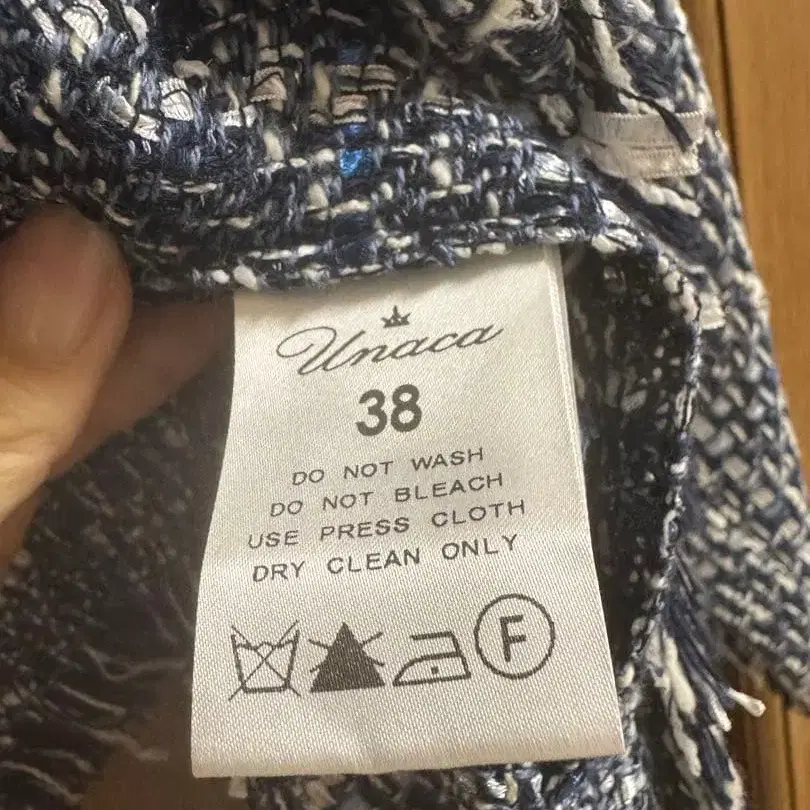 Unaca
38
DO NOT WASH
DO NOT BLEACH
USE PRESS CLOTH
DRY CLEAN ONLY
F